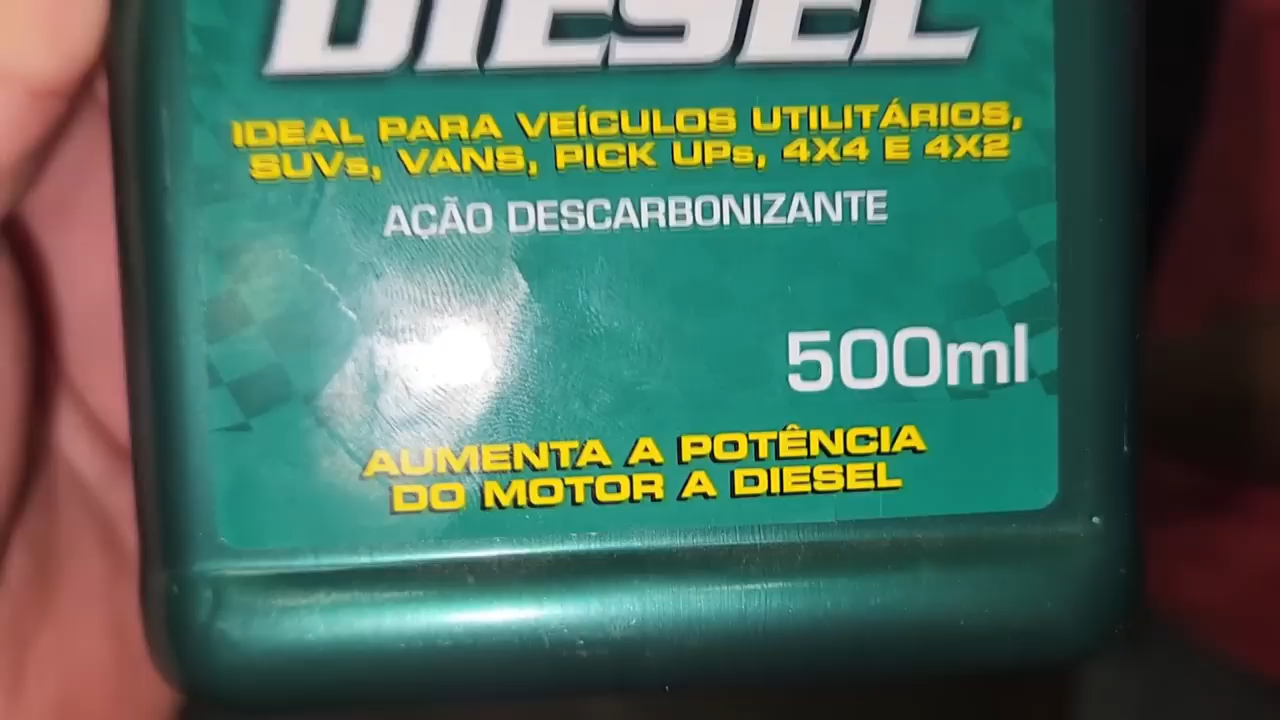 DIESEL
IDEAL PARA VEÍCULOS UTILITÁRIOS,
SUVs, VANS, PICK UPs, 4X4 E 4X2
AÇÃO DESCARBONIZANTE
500ml
AUMENTA A POTÊNCIA
DO MOTOR A DIESEL